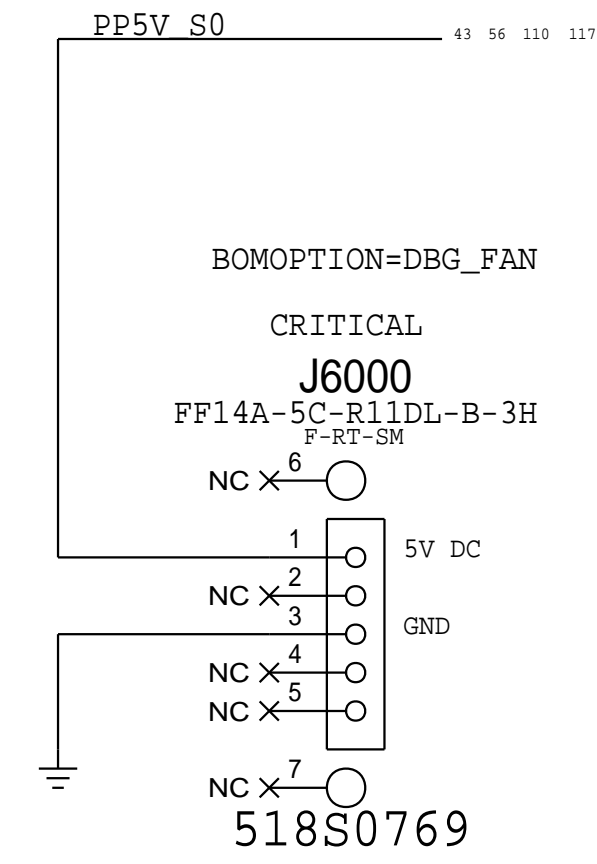 PP5V_S0 43 56 110 117
BOMOPTION=DBG_FAN
CRITICAL
J6000
FF14A-5C-R11DL-B-3H
F-RT-SM
NC 6
1 5V DC
NC 2
3 GND
NC 4
NC 5
NC 7
518S0769